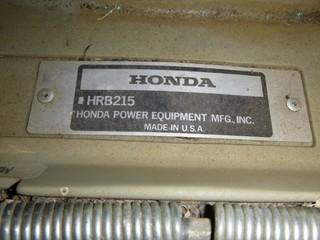 HONDA
HRB215
HONDA POWER EQUIPMENT MFG., INC.
MADE IN U.S.A.